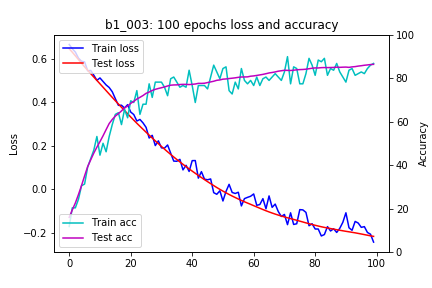 b1_003: 100 epochs loss and accuracy
Train loss
Test loss
Train acc
Test acc
Loss
0.6
0.4
0.2
0.0
−0.2
Accuracy
100
80
60
40
20
0
0
20
40
60
80
100